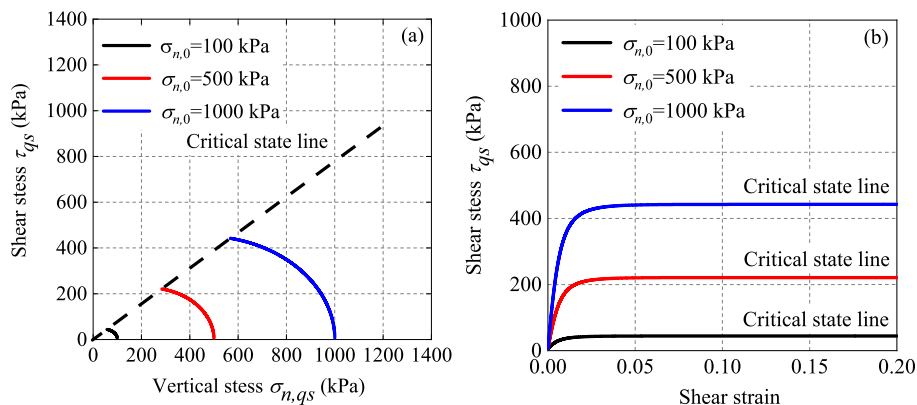 (a)
1400
1200
1000
800
600
400
200
0
Shear stess τqs (kPa)
σn,0=100 kPa
σn,0=500 kPa
σn,0=1000 kPa
Critical state line
0 200 400 600 800 1000 1200 1400
Vertical stess σn,qs (kPa)
(b)
1000
800
600
400
200
0
Shear stess τqs (kPa)
σn,0=100 kPa
σn,0=500 kPa
σn,0=1000 kPa
Critical state line
Critical state line
Critical state line
0.00 0.05 0.10 0.15 0.20
Shear strain